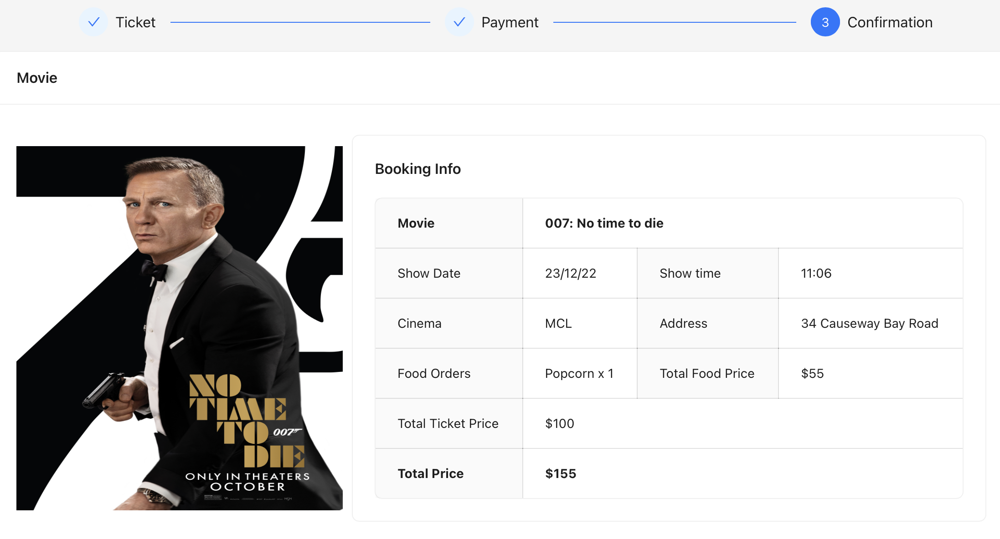 Ticket
Payment
3 Confirmation
Movie
NO
TIME
TO 007
DIE
ONLY IN THEATERS
OCTOBER
Booking Info
Movie 007: No time to die
Show Date 23/12/22 Show time 11:06
Cinema MCL Address 34 Causeway Bay Road
Food Orders Popcorn x 1 Total Food Price $55
Total Ticket Price $100
Total Price $155